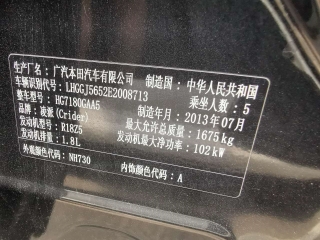 生产厂名：广汽本田汽车有限公司 制造国：中华人民共和国
车辆识别代号：LHGGJ5652E2008713 乘坐人数：5
整车型号：HG7180GAA5 制造年月：2013年07月
品牌：凌派(Crider) 最大允许总质量：1675kg
发动机型号：R18Z5 发动机最大净功率：102kW
发动机排量：1.8L
外观颜色代码：NH730 内饰颜色代码：A